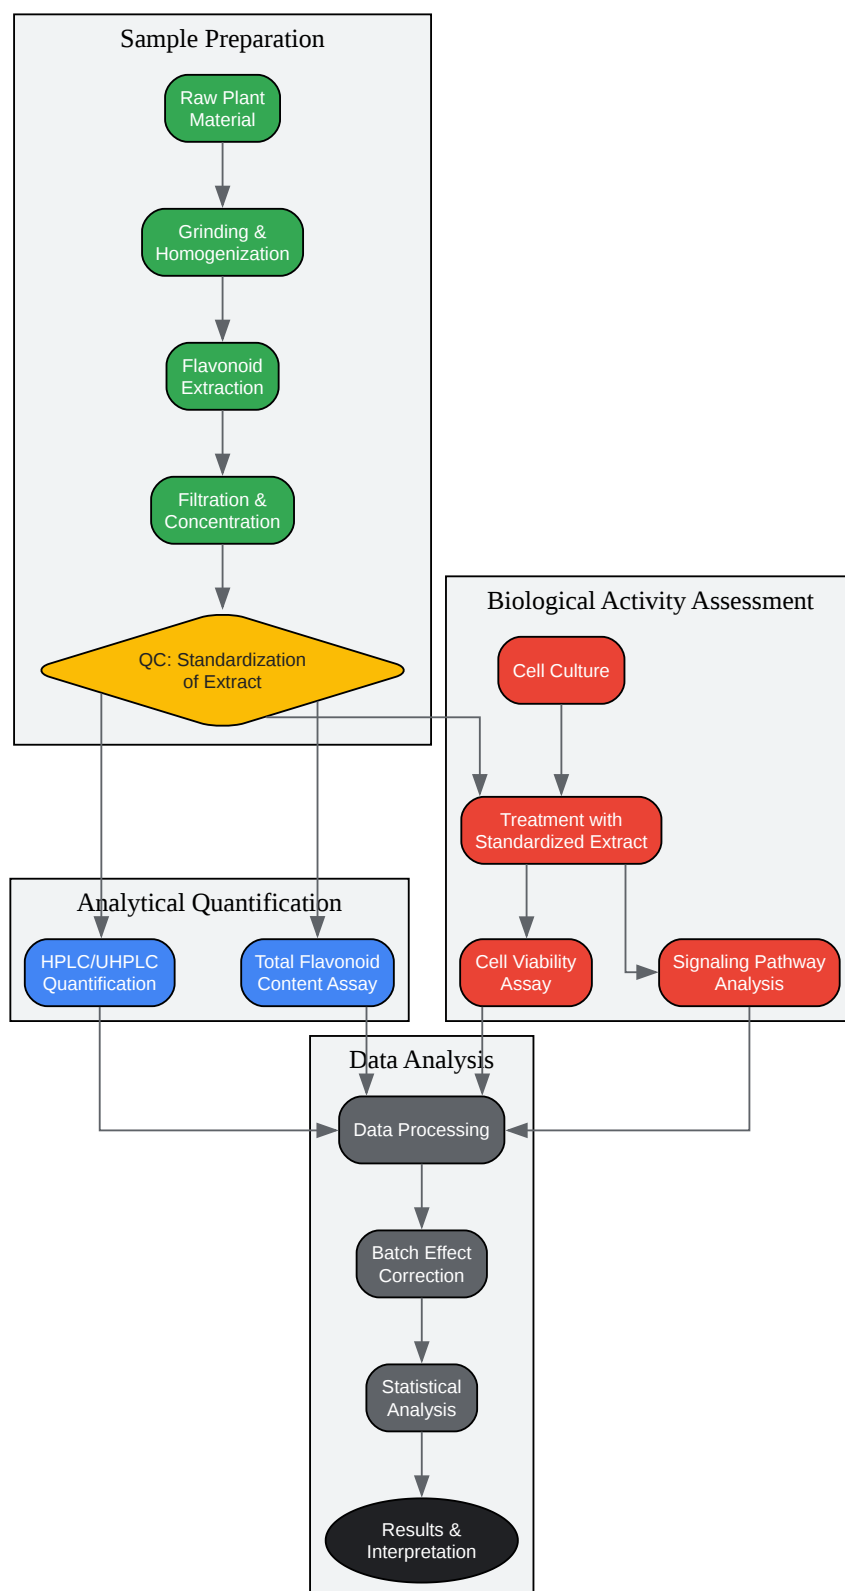 Sample Preparation
Raw Plant
Material
Grinding &
Homogenization
Flavonoid
Extraction
Filtration &
Concentration
QC: Standardization
of Extract
Biological Activity Assessment
Cell Culture
Treatment with
Standardized Extract
Analytical Quantification
HPLC/UHPLC
Quantification
Total Flavonoid
Content Assay
Cell Viability
Assay
Signaling Pathway
Analysis
Data Analysis
Data Processing
Batch Effect
Correction
Statistical
Analysis
Results &
Interpretation